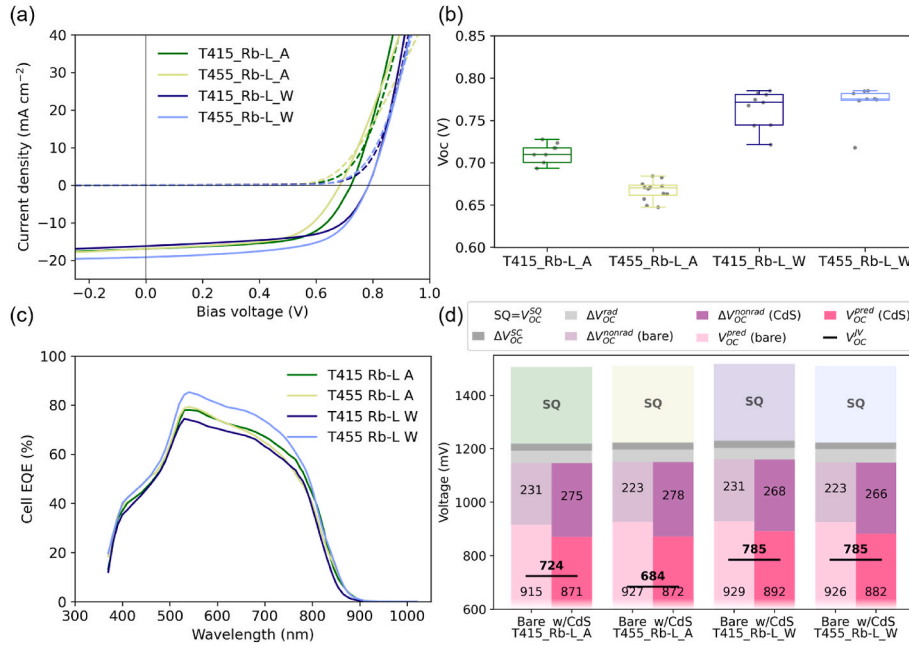 (a)
40
30
20
10
0
−10
−20
Current density (mA cm⁻²)
T415_Rb-L_A
T455_Rb-L_A
T415_Rb-L_W
T455_Rb-L_W
−0.2 0.0 0.2 0.4 0.6 0.8 1.0
Bias voltage (V)
(b)
0.85
0.80
0.75
0.70
0.65
0.60
Voc (V)
T415_Rb-L_A T455_Rb-L_A T415_Rb-L_W T455_Rb-L_W
(c)
100
80
60
40
20
0
Cell EQE (%)
T415 Rb-L A
T455 Rb-L A
T415 Rb-L W
T455 Rb-L W
300 400 500 600 700 800 900 1000
Wavelength (nm)
(d)
SQ=V_OC^SQ ΔV_OC^rad ΔV_OC^nonrad (CdS) V_OC^pred (CdS)
ΔV_OC^SC ΔV_OC^nonrad (bare) V_OC^pred (bare) V_OC^JV
1400
1200
1000
800
600
Voltage (mV)
SQ SQ SQ SQ
231 275 223 278 231 268 223 266
724 684 785 785
915 871 927 872 929 892 926 882
Bare w/CdS Bare w/CdS Bare w/CdS Bare w/CdS
T415_Rb-L_A T455_Rb-L_A T415_Rb-L_W T455_Rb-L_W